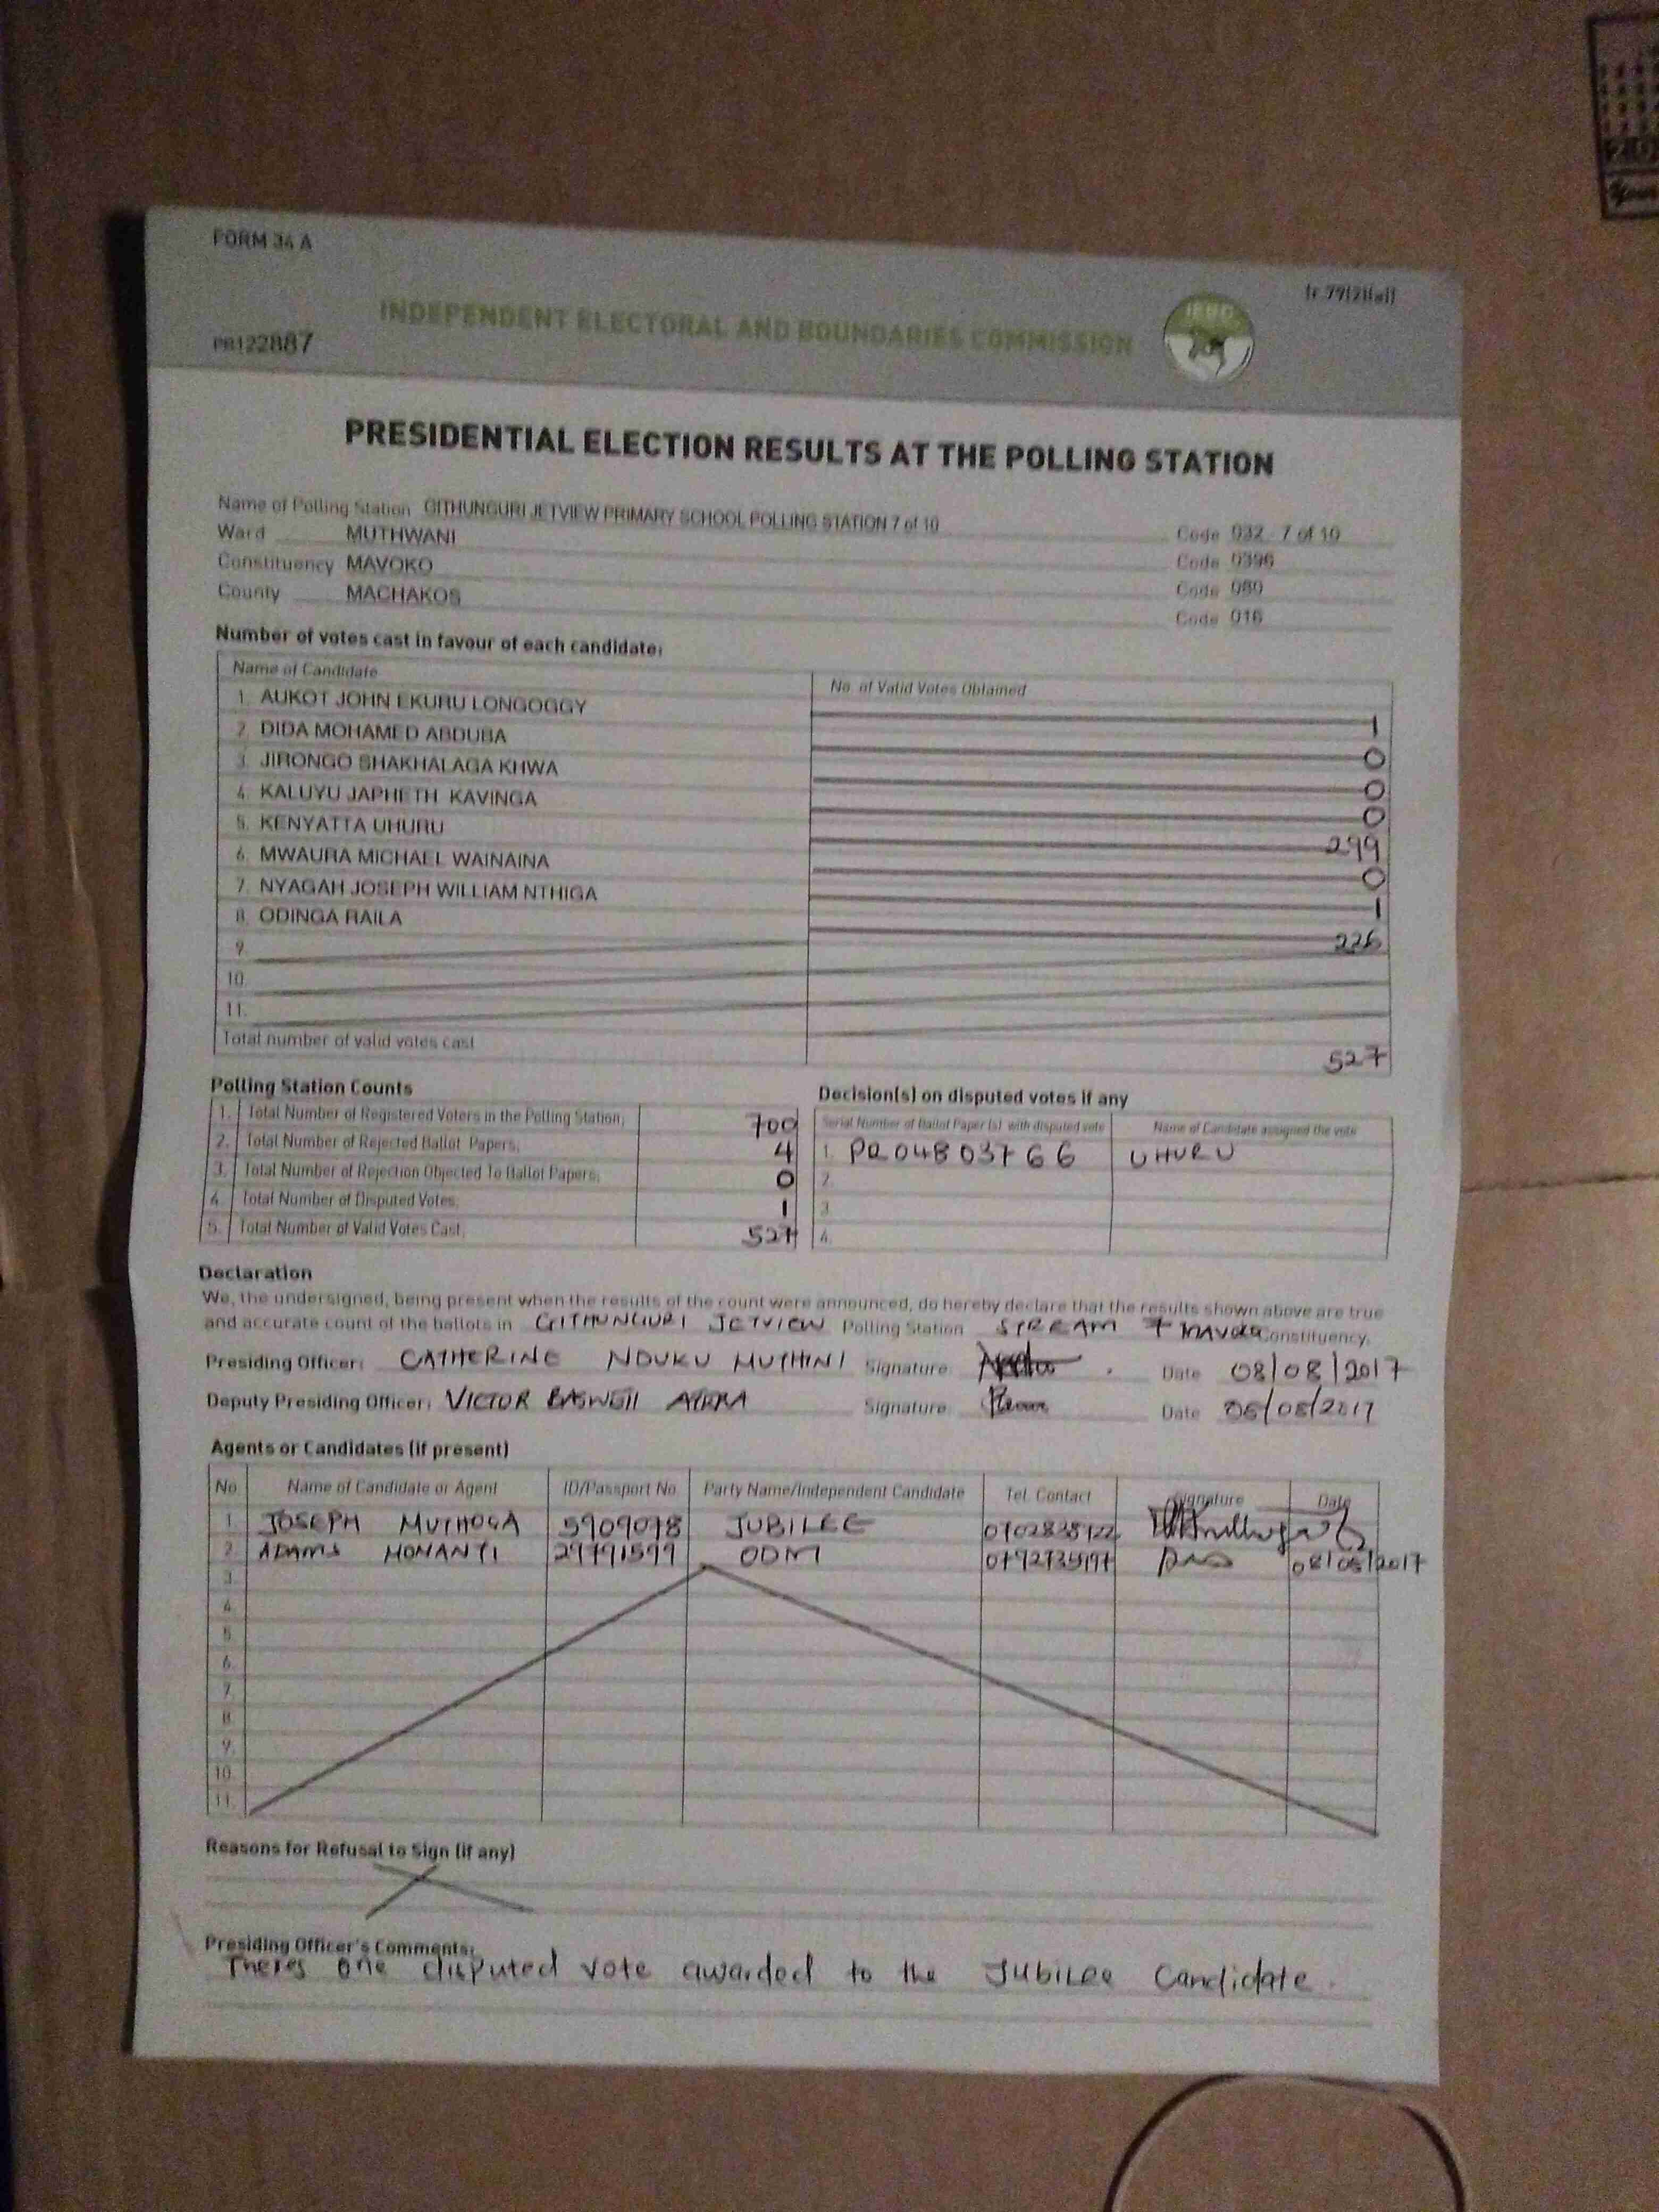 FORM 34 A
(r.79(2)(a))
INDEPENDENT ELECTORAL AND BOUNDARIES COMMISSION
IEBC
PR122887
PRESIDENTIAL ELECTION RESULTS AT THE POLLING STATION
Name of Polling Station GITHUNGURI JETVIEW PRIMARY SCHOOL POLLING STATION 7 of 10 Code 032 7 of 10
Ward MUTHWANI Code 0396
Constituency MAVOKO Code 080
County MACHAKOS Code 016
Number of votes cast in favour of each candidate:
Name of Candidate No. of Valid Votes Obtained
1. AUKOT JOHN EKURU LONGOGGY 1
2. DIDA MOHAMED ABDUBA 0
3. JIRONGO SHAKHALAGA KHWA 0
4. KALUYU JAPHETH KAVINGA 0
5. KENYATTA UHURU 299
6. MWAURA MICHAEL WAINAINA 0
7. NYAGAH JOSEPH WILLIAM NTHIGA 1
8. ODINGA RAILA 226
9.
10.
11.
Total number of valid votes cast 527
Polling Station Counts
1. Total Number of Registered Voters in the Polling Station; 700
2. Total Number of Rejected Ballot Papers; 4
3. Total Number of Rejection Objected To Ballot Papers; 0
4. Total Number of Disputed Votes; 1
5. Total Number of Valid Votes Cast; 527
Decision(s) on disputed votes if any
Serial Number of Ballot Paper (s) with disputed vote Name of Candidate assigned the vote
1. PR04803766 UHURU
2.
3.
4.
Declaration
We, the undersigned, being present when the results of the count were announced, do hereby declare that the results shown above are true
and accurate count of the ballots in GITHUNGURI JETVIEW Polling Station STREAM 7 MAVOKO Constituency.
Presiding Officer: CATHERINE NDUKU MUTHINI Signature Date 08/08/2017
Deputy Presiding Officer: VICTOR Signature Date 08/08/2017
Agents or Candidates (if present)
No. Name of Candidate or Agent ID/Passport No Party Name/Independent Candidate Tel. Contact Signature Date
1. JOSEPH MUTHOGA 5909078 JUBILEE
2. ADAMS 29791599 ODM 08/08/2017
3.
4.
5.
6.
7.
8.
9.
10.
11.
Reasons for Refusal to Sign (if any)
Presiding Officer's Comments:
Theres one disputed vote awarded to the Jubilee Candidate.